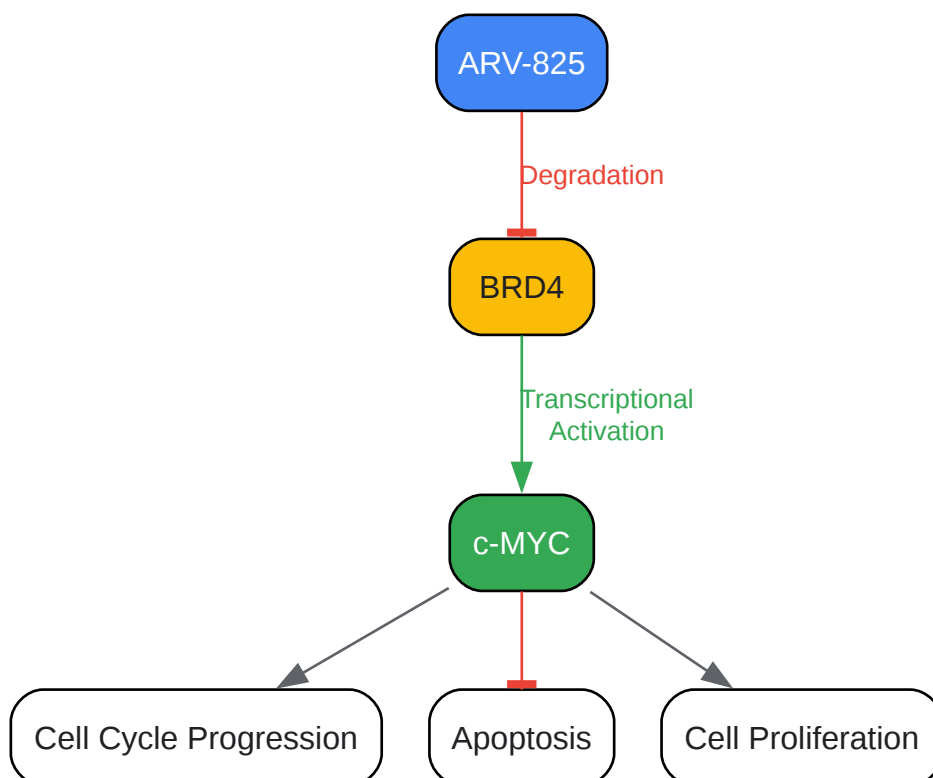 ARV-825
Degradation
BRD4
Transcriptional
Activation
c-MYC
Cell Cycle Progression
Apoptosis
Cell Proliferation